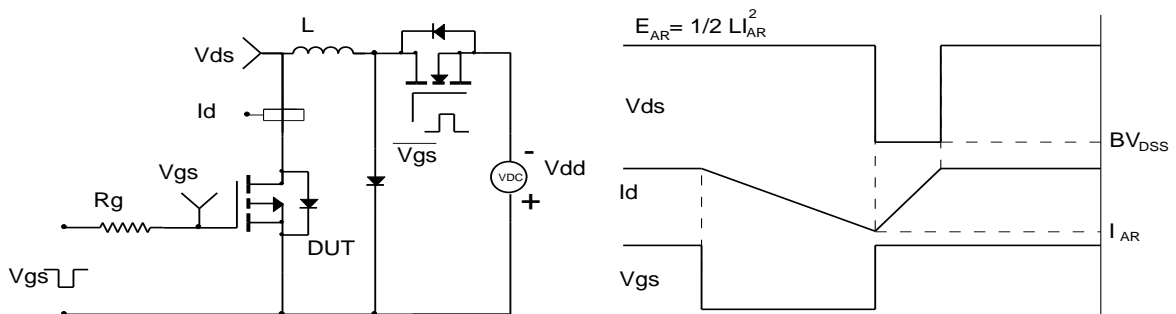 L
Vds
Id
Vgs
Vgs
Rg
Vgs
DUT
VDC
-
+
Vdd
E_AR = 1/2 LI_AR^2
Vds
BV_DSS
Id
I_AR
Vgs